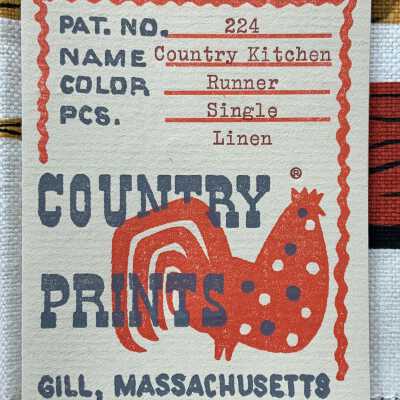 PAT. NO. 224
NAME Country Kitchen
COLOR Runner
PCS. Single
Linen
COUNTRY ®
PRINTS
GILL, MASSACHUSETTS